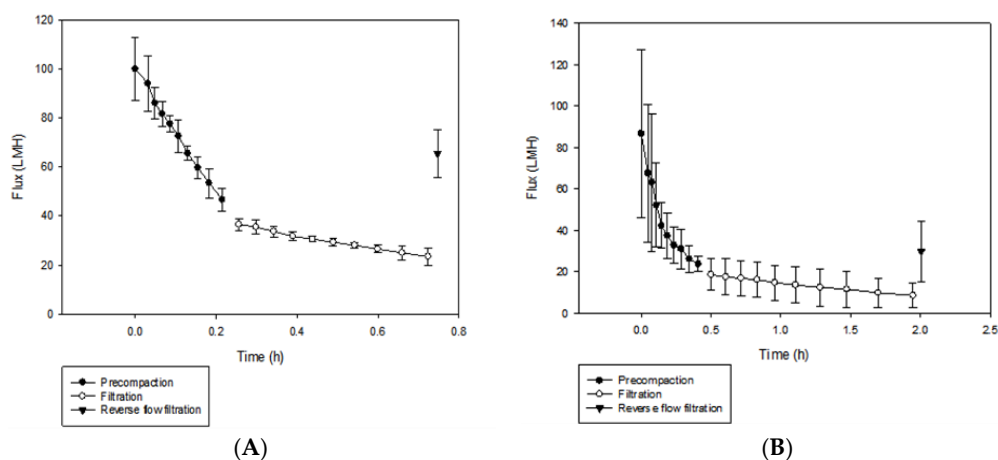 120
100
80
60
40
20
0
Flux (LMH)
0.0 0.2 0.4 0.6 0.8
Time (h)
Precompaction
Filtration
Reverse flow filtration
(A)
140
120
100
80
60
40
20
0
Flux (LMH)
0.0 0.5 1.0 1.5 2.0 2.5
Time (h)
Precompaction
Filtration
Reverse flow filtration
(B)